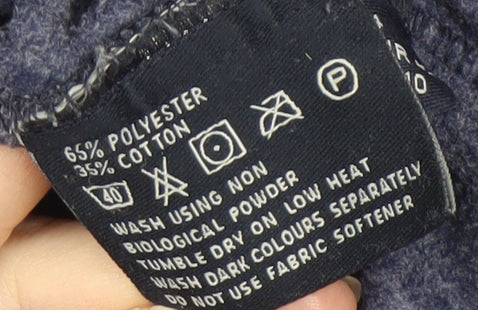 65% POLYESTER
35% COTTON
40
P
WASH USING NON
BIOLOGICAL POWDER
TUMBLE DRY ON LOW HEAT
WASH DARK COLOURS SEPARATELY
DO NOT USE FABRIC SOFTENER